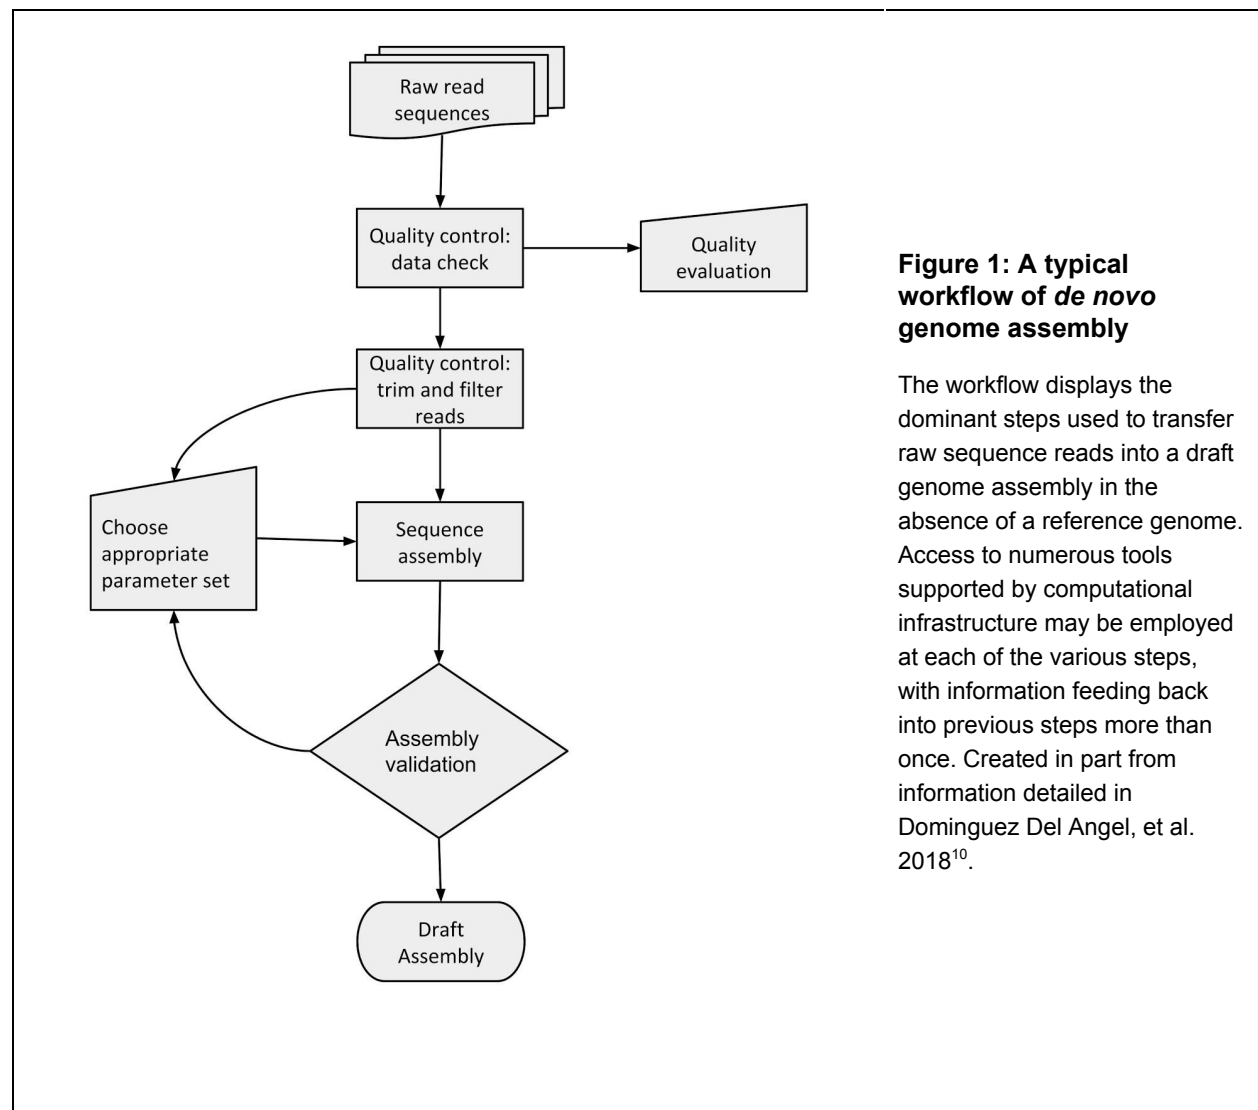 Raw read
sequences
Quality control:
data check
Quality
evaluation
Quality control:
trim and filter
reads
Choose
appropriate
parameter set
Sequence
assembly
Assembly
validation
Draft
Assembly
Figure 1: A typical
workflow of de novo
genome assembly
The workflow displays the
dominant steps used to transfer
raw sequence reads into a draft
genome assembly in the
absence of a reference genome.
Access to numerous tools
supported by computational
infrastructure may be employed
at each of the various steps,
with information feeding back
into previous steps more than
once. Created in part from
information detailed in
Dominguez Del Angel, et al.
2018¹⁰.